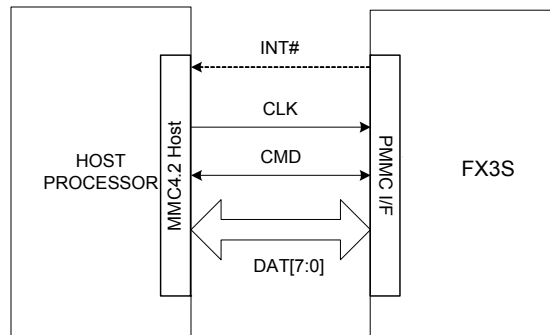 INT#
CLK
CMD
DAT[7:0]
HOST
PROCESSOR
MMC4.2 Host
PMMC I/F
FX3S